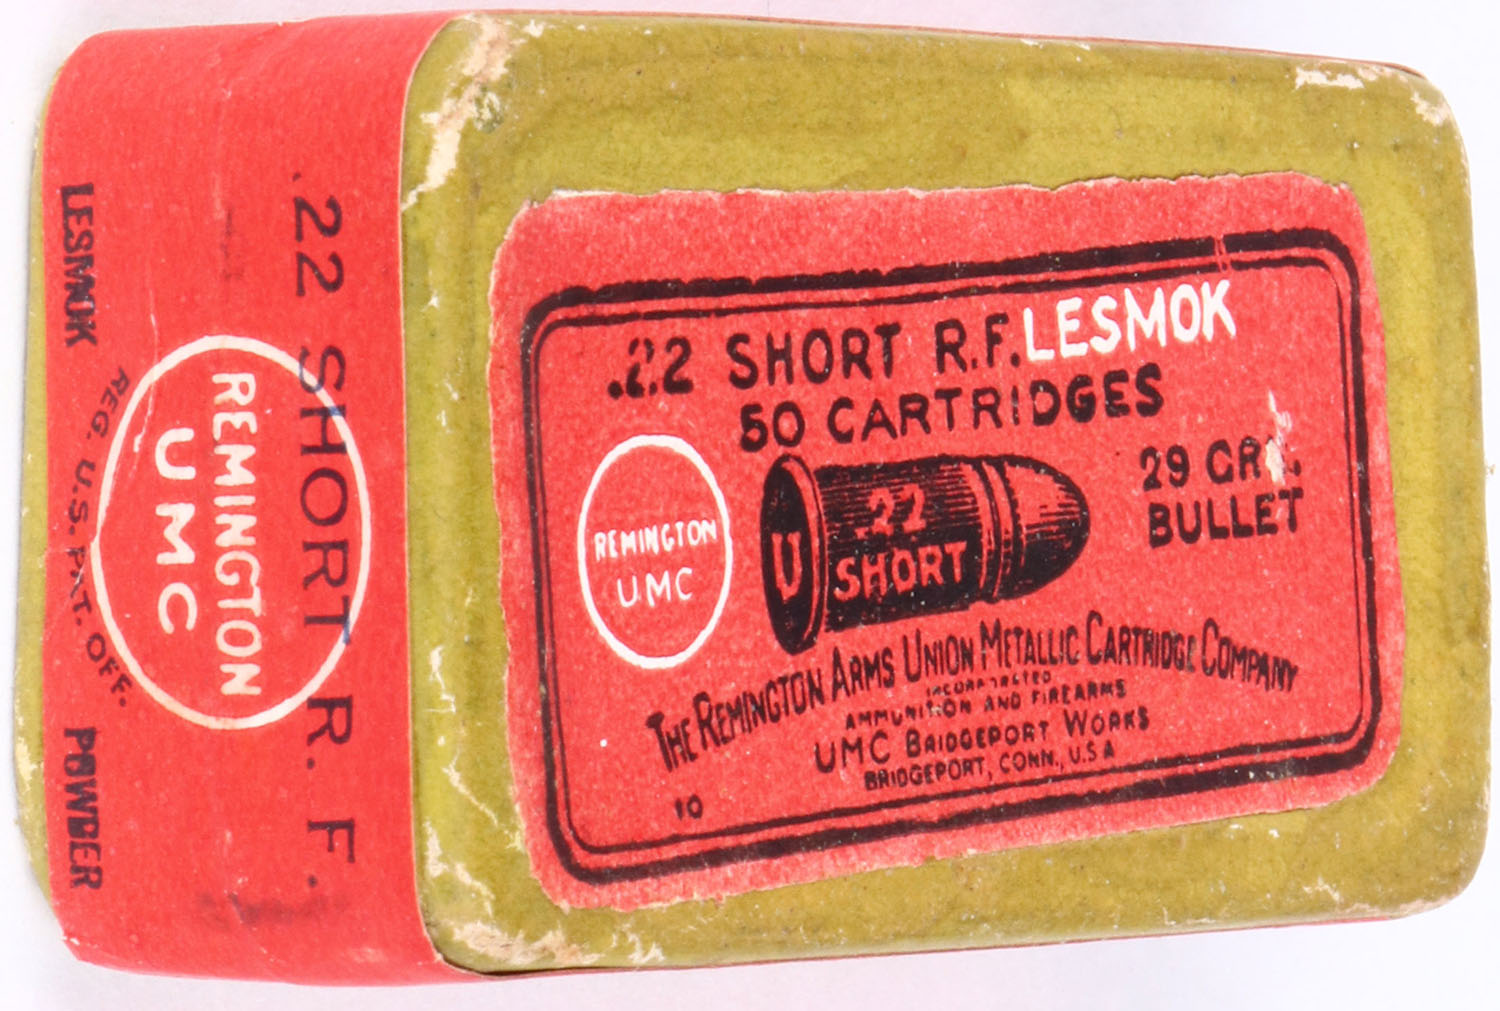 .22 SHORT R.F. LESMOK
50 CARTRIDGES
29 GRN.
BULLET
REMINGTON
UMC
U
.22
SHORT
THE REMINGTON ARMS UNION METALLIC CARTRIDGE COMPANY
INCORPORATED
AMMUNITION AND FIREARMS
UMC BRIDGEPORT WORKS
BRIDGEPORT, CONN., U.S.A
10
.22 SHORT R. F.
REMINGTON
UMC
REG. U.S. PAT. OFF.
LESMOK POWDER